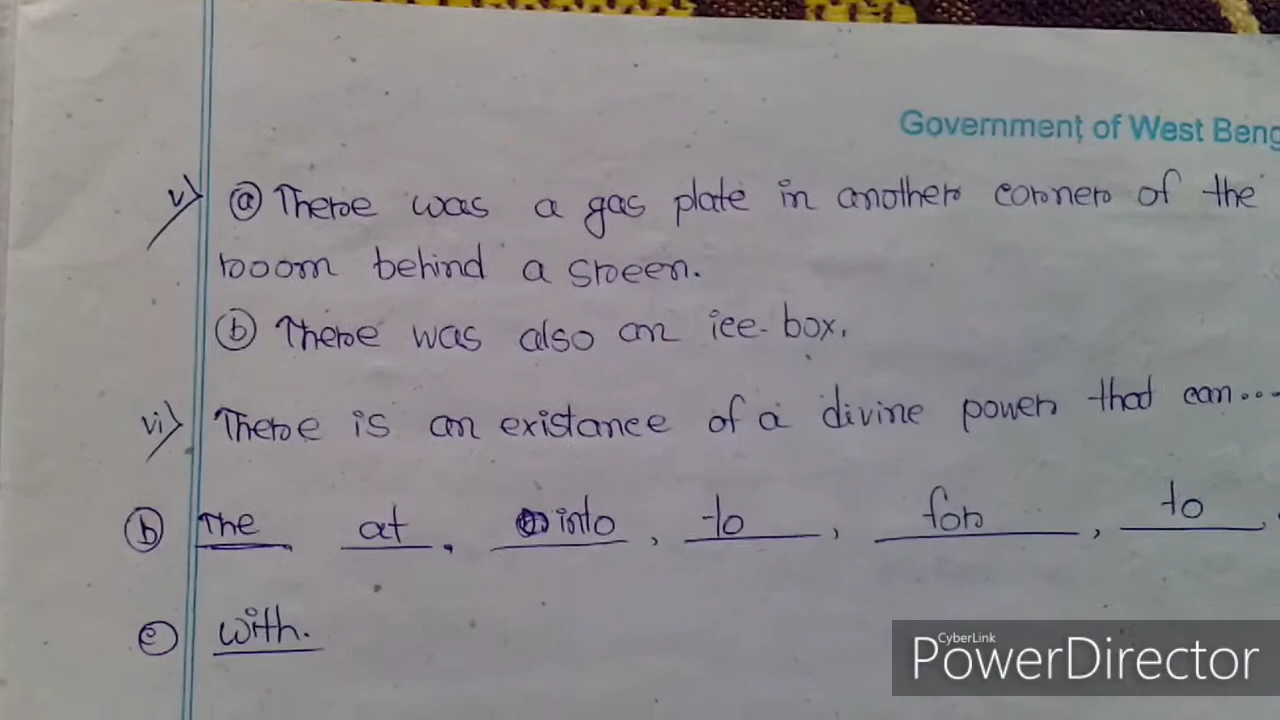 Government of West Beng
v) ⓐ There was a gas plate in another corner of the
room behind a sreen.
ⓑ There was also an ice-box.
vi) There is an existance of a divine power that can...
ⓑ The at, into, to, for, to
ⓒ with.
CyberLink
PowerDirector